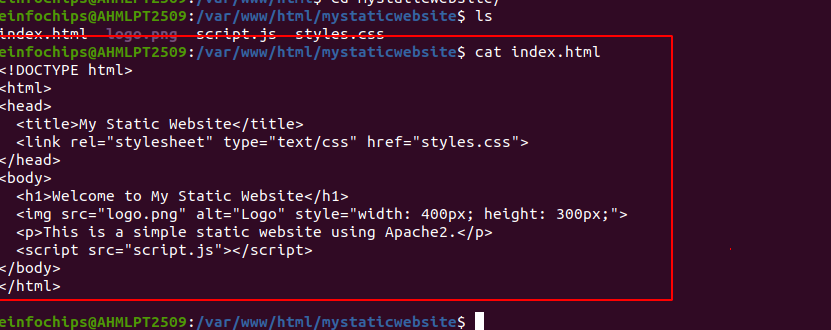 einfochips@AHMLPT2509:/var/www/html/mystaticwebsite$ ls
index.html  logo.png  script.js  styles.css
einfochips@AHMLPT2509:/var/www/html/mystaticwebsite$ cat index.html
<!DOCTYPE html>
<html>
<head>
  <title>My Static Website</title>
  <link rel="stylesheet" type="text/css" href="styles.css">
</head>
<body>
  <h1>Welcome to My Static Website</h1>
  <img src="logo.png" alt="Logo" style="width: 400px; height: 300px;">
  <p>This is a simple static website using Apache2.</p>
  <script src="script.js"></script>
</body>
</html>
einfochips@AHMLPT2509:/var/www/html/mystaticwebsite$